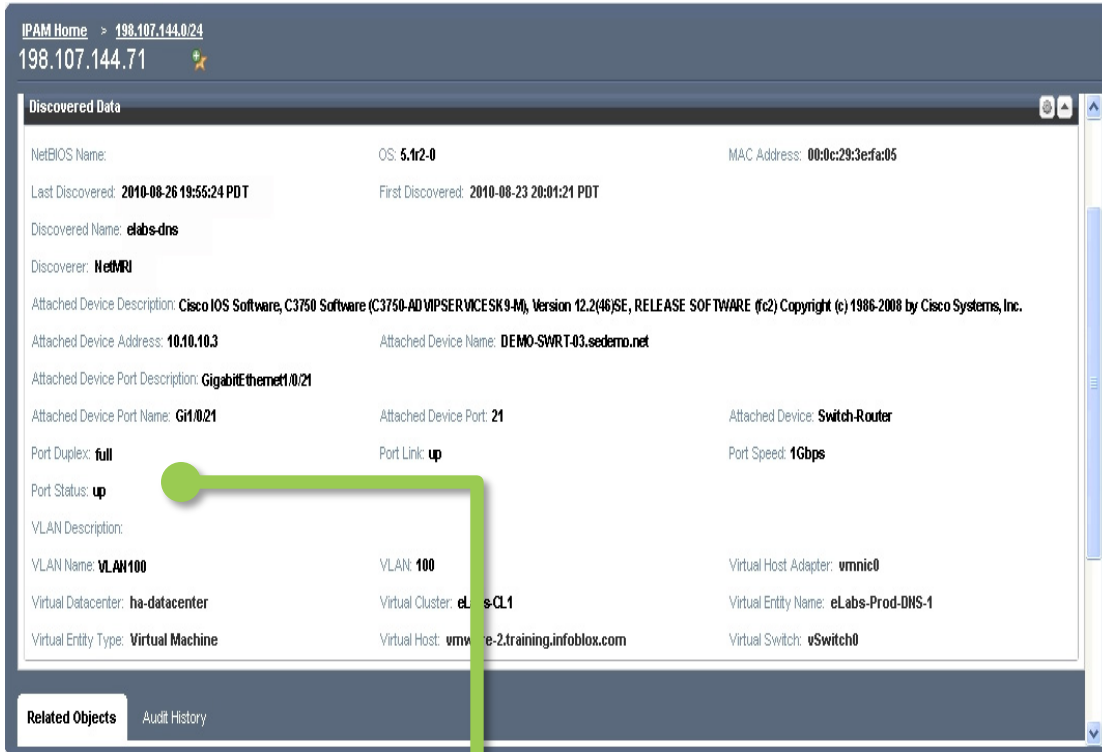 IPAM Home > 198.107.144.0/24
198.107.144.71
Discovered Data
NetBIOS Name: OS: 5.1r2-0 MAC Address: 00:0c:29:3e:fa:05
Last Discovered: 2010-08-26 19:55:24 PDT First Discovered: 2010-08-23 20:01:21 PDT
Discovered Name: elabs-dns
Discoverer: NetMRI
Attached Device Description: Cisco IOS Software, C3750 Software (C3750-ADVIPSERVICESK9-M), Version 12.2(46)SE, RELEASE SOFTWARE (fc2) Copyright (c) 1986-2008 by Cisco Systems, Inc.
Attached Device Address: 10.10.10.3 Attached Device Name: DEMO-SWRT-03.sedemo.net
Attached Device Port Description: GigabitEthernet1/0/21
Attached Device Port Name: Gi1/0/21 Attached Device Port: 21 Attached Device: Switch-Router
Port Duplex: full Port Link: up Port Speed: 1Gbps
Port Status: up
VLAN Description:
VLAN Name: VLAN100 VLAN: 100 Virtual Host Adapter: vmnic0
Virtual Datacenter: ha-datacenter Virtual Cluster: Virtual Entity Name: eLabs-Prod-DNS-1
Virtual Entity Type: Virtual Machine Virtual Host: Virtual Switch: vSwitch0
Related Objects Audit History